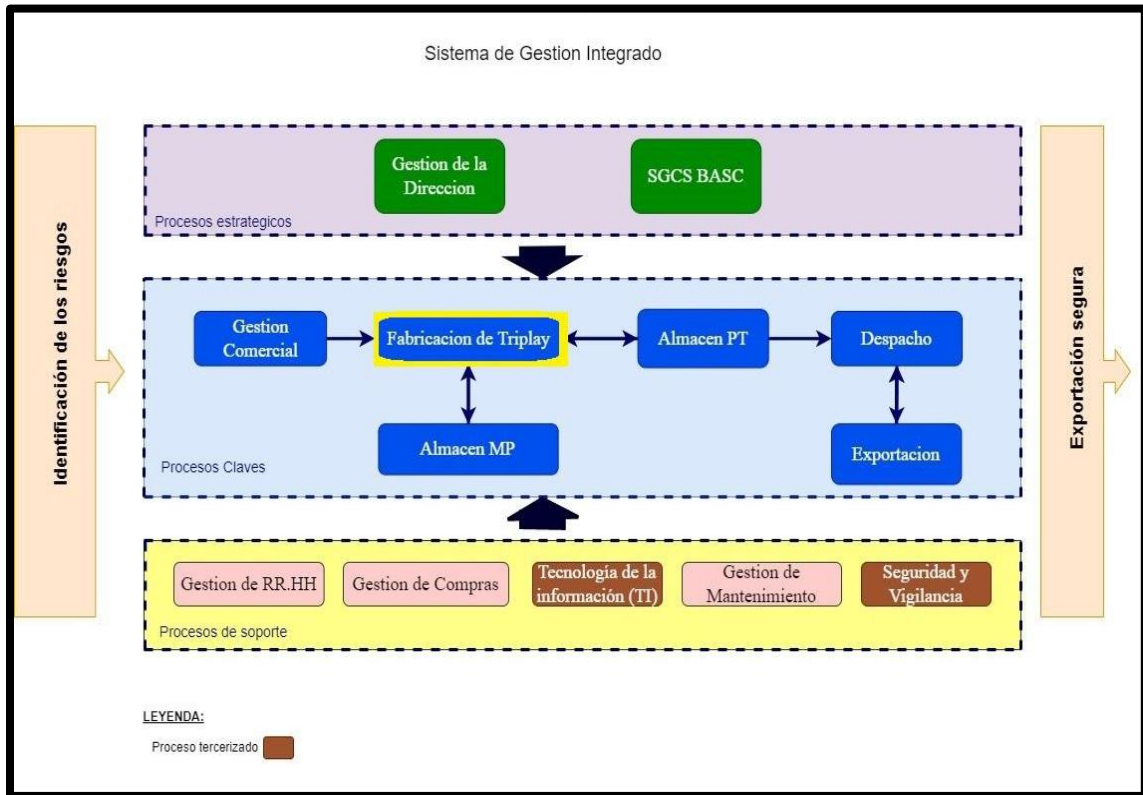 Sistema de Gestion Integrado
Identificación de los riesgos
Gestion de la
Direccion
SGCS BASC
Procesos estrategicos
Gestion
Comercial
Fabricacion de Triplay
Almacen PT
Despacho
Almacen MP
Exportacion
Procesos Claves
Gestion de RR.HH
Gestion de Compras
Tecnología de la
información (TI)
Gestion de
Mantenimiento
Seguridad y
Vigilancia
Procesos de soporte
Exportación segura
LEYENDA:
Proceso tercerizado